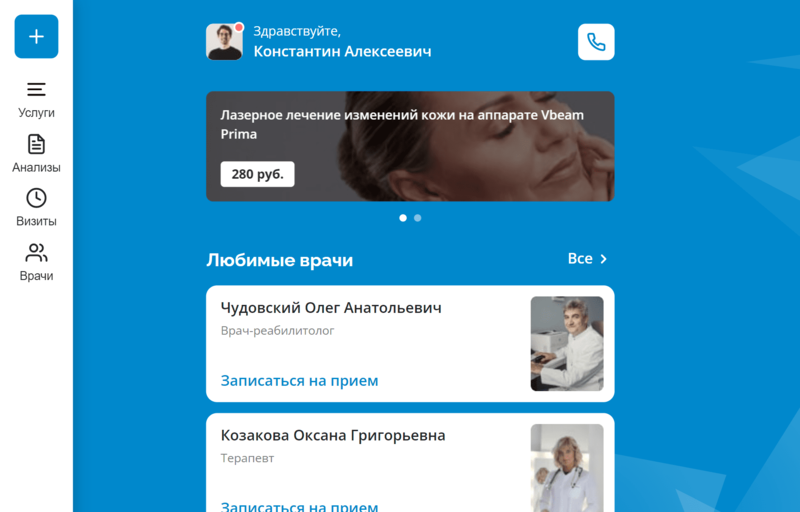 Услуги
Анализы
Визиты
Врачи
Здравствуйте,
Константин Алексеевич
Лазерное лечение изменений кожи на аппарате Vbeam
Prima
280 руб.
Любимые врачи
Все
Чудовский Олег Анатольевич
Врач-реабилитолог
Записаться на прием
Козакова Оксана Григорьевна
Терапевт
Записаться на прием